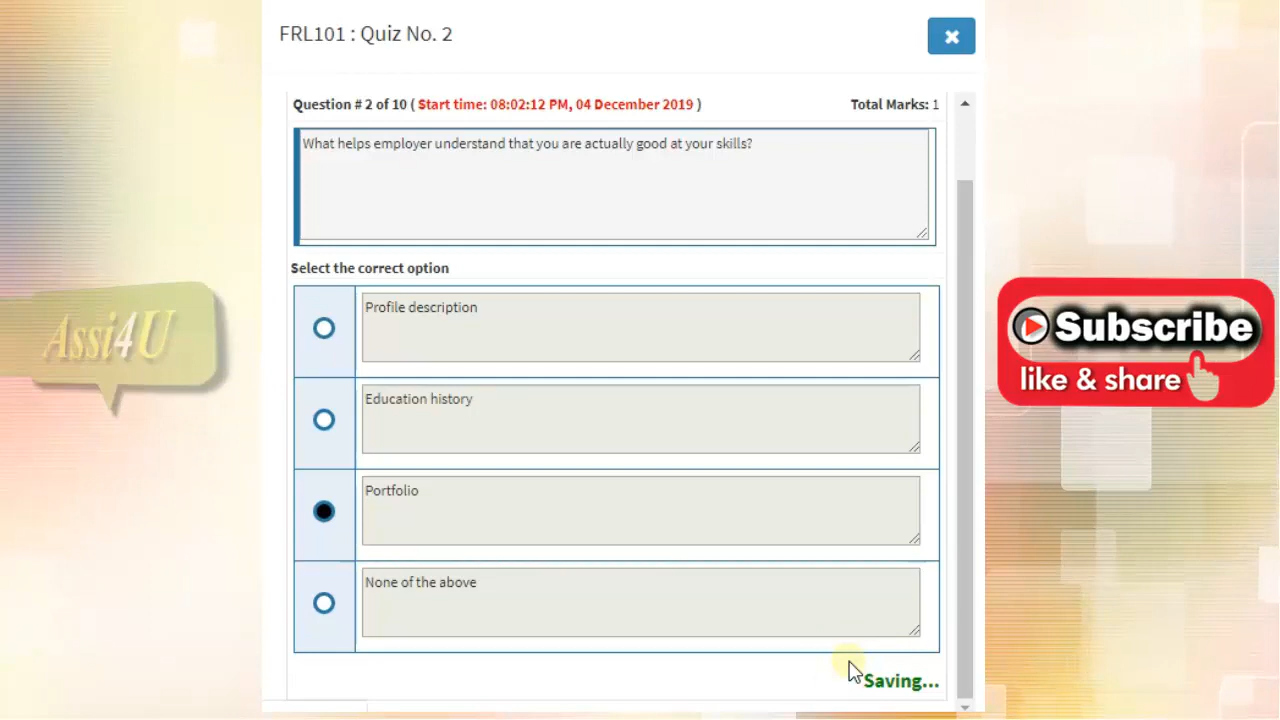 FRL101 : Quiz No. 2
Question # 2 of 10 ( Start time: 08:02:12 PM, 04 December 2019 )
Total Marks: 1
What helps employer understand that you are actually good at your skills?
Select the correct option
Profile description
Education history
Portfolio
None of the above
Saving...
Assi4U
Subscribe
like & share